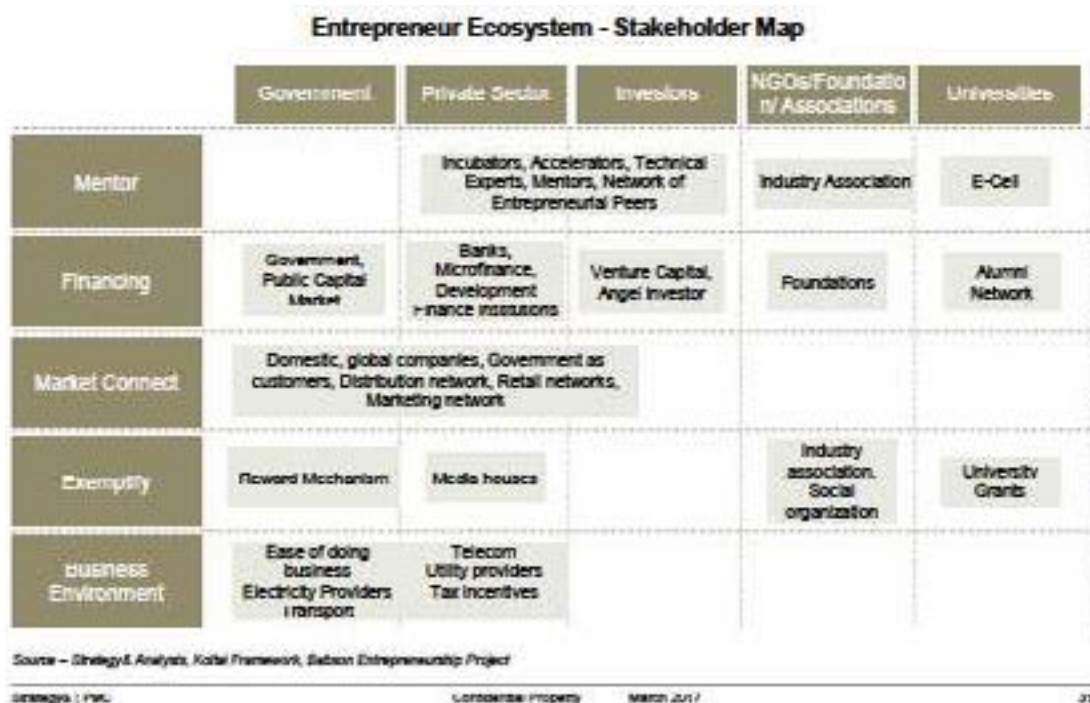 Entrepreneur Ecosystem - Stakeholder Map
Government
Private Sector
Investors
NGOs/Foundatio
n/ Associations
Universities
Mentor
Incubators, Accelerators, Technical
Experts, Mentors, Network of
Entrepreneurial Peers
Industry Association
E-Cell
Financing
Government,
Public Capital
Market
Banks,
Microfinance,
Development
Finance Institutions
Venture Capital,
Angel Investor
Foundations
Alumni
Network
Market Connect
Domestic, global companies, Government as
customers, Distribution network, Retail networks,
Marketing network
Exemplify
Reward Mechanism
Media houses
Industry
association,
Social
organization
University
Grants
Business
Environment
Ease of doing
business
Electricity Providers
Transport
Telecom
Utility providers
Tax Incentives
Source – Strategy& Analysis, Koltai Framework, Babson Entrepreneurship Project
Strategy& | PwC
Confidential Property
March 2017